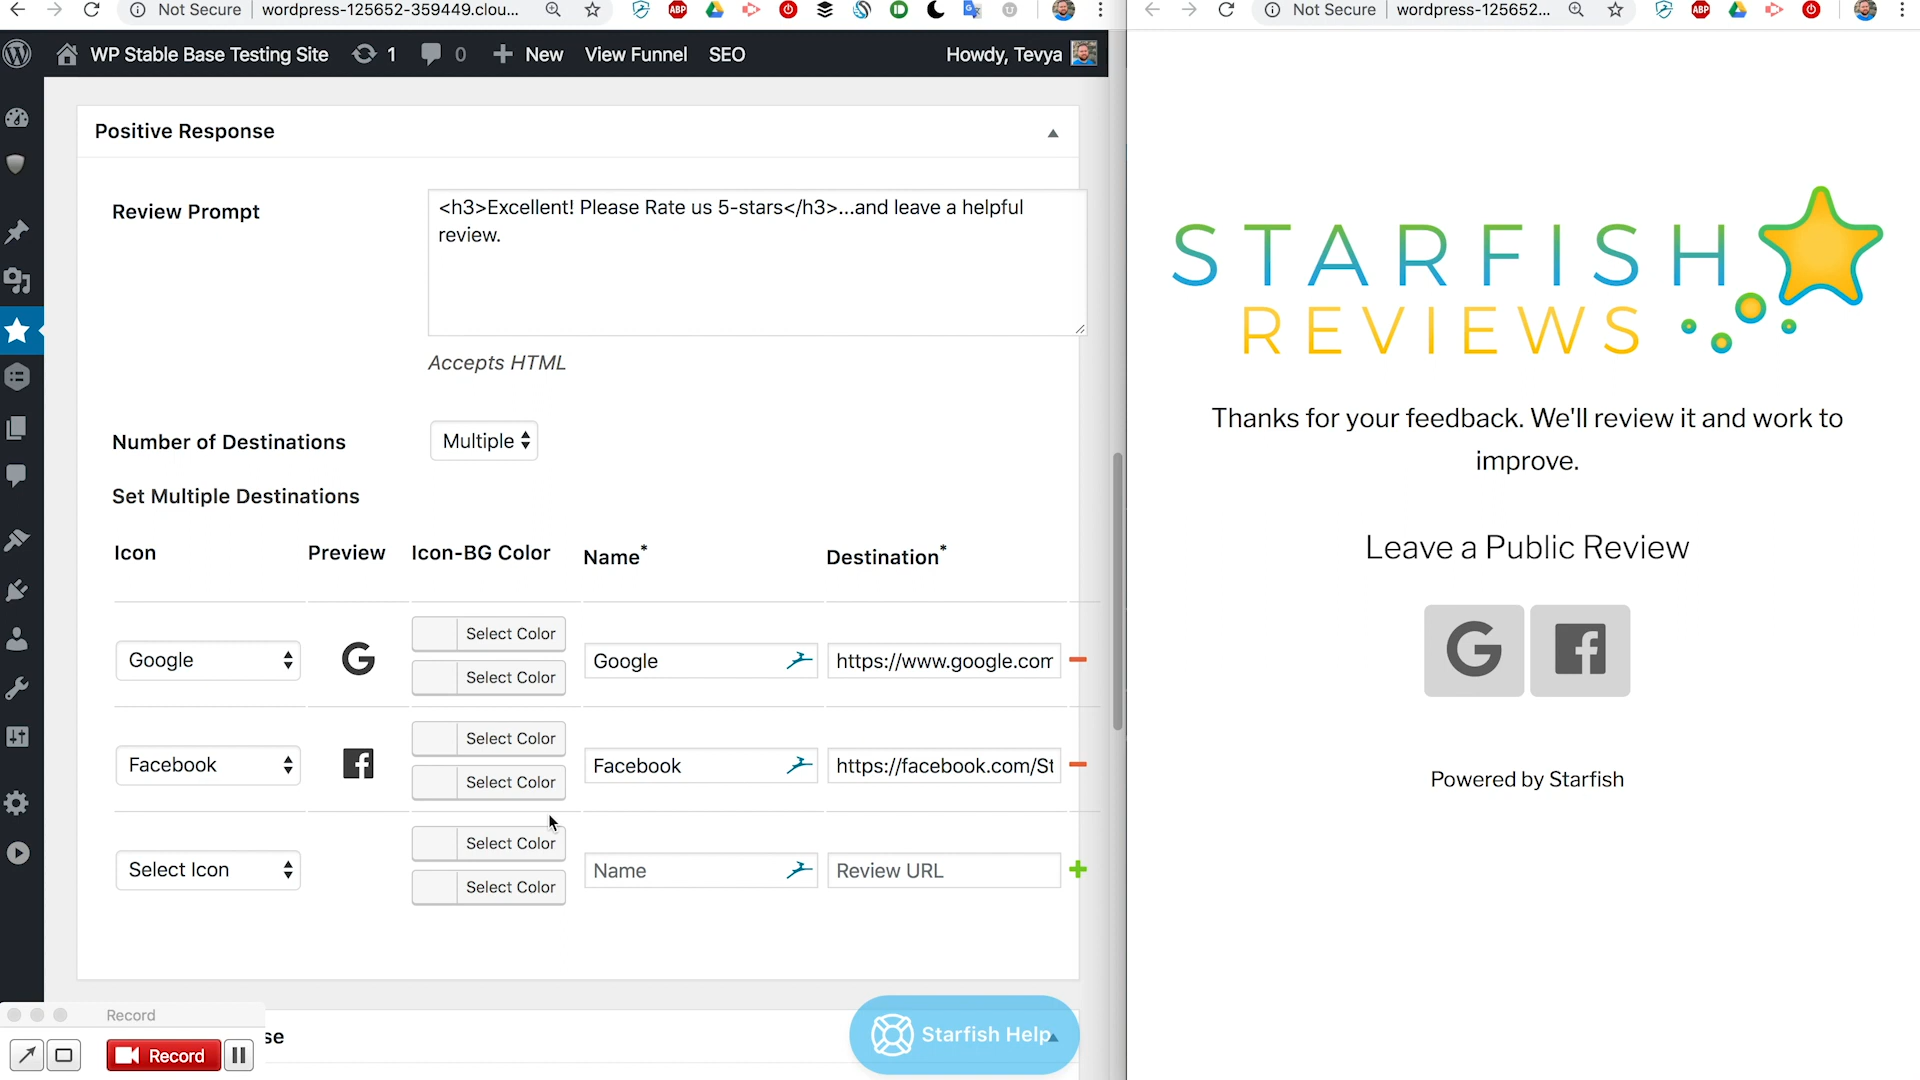 Not Secure
wordpress-125652-359449.clou...
ABP
WP Stable Base Testing Site
1
0
New
View Funnel
SEO
Howdy, Tevya
Positive Response
Review Prompt
<h3>Excellent! Please Rate us 5-stars</h3>...and leave a helpful
review.
Accepts HTML
Number of Destinations
Multiple
Set Multiple Destinations
Icon
Preview
Icon-BG Color
Name*
Destination*
Google
Select Color
Select Color
Google
https://www.google.com
Facebook
Select Color
Select Color
Facebook
https://facebook.com/St
Select Icon
Select Color
Select Color
Name
Review URL
se
Starfish Help
Record
Record
Not Secure
wordpress-125652...
ABP
STARFISH
REVIEWS
Thanks for your feedback. We'll review it and work to
improve.
Leave a Public Review
Powered by Starfish